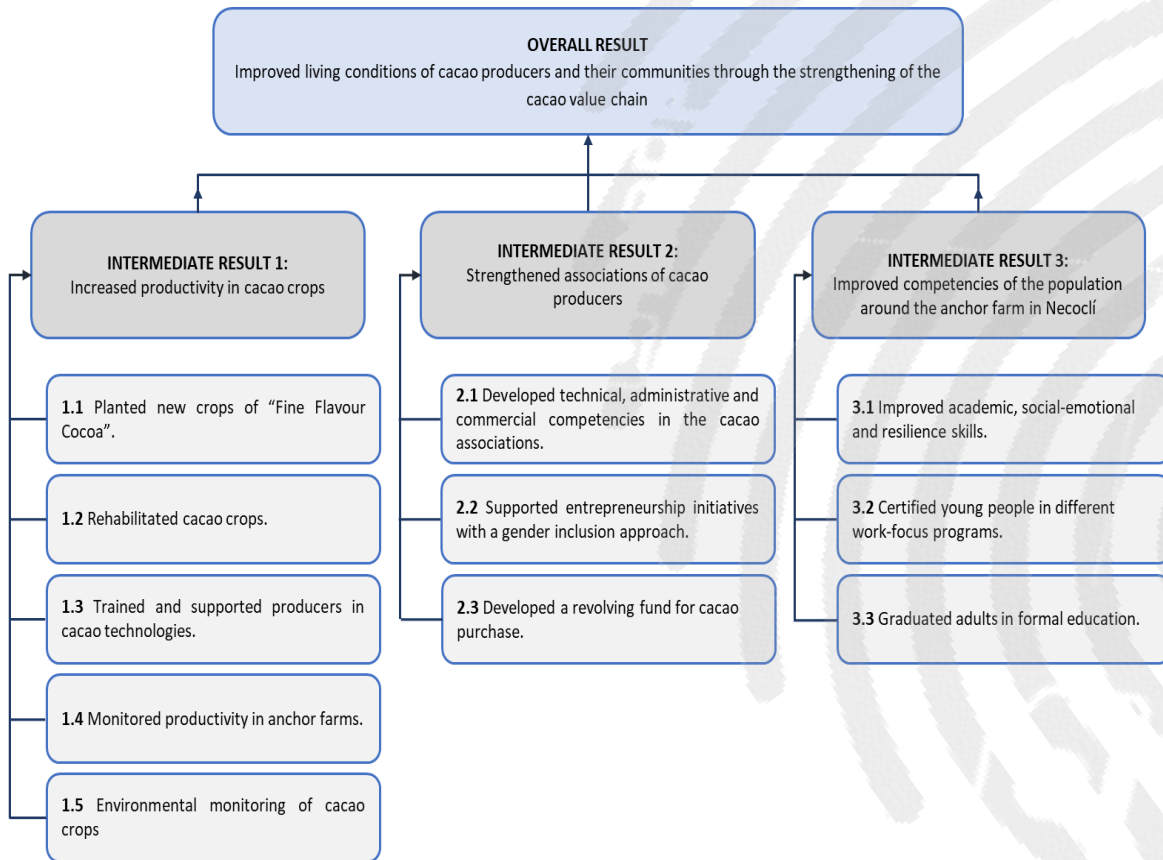 OVERALL RESULT
Improved living conditions of cacao producers and their communities through the strengthening of the
cacao value chain
INTERMEDIATE RESULT 1:
Increased productivity in cacao crops
1.1 Planted new crops of “Fine Flavour
Cocoa”.
1.2 Rehabilitated cacao crops.
1.3 Trained and supported producers in
cacao technologies.
1.4 Monitored productivity in anchor farms.
1.5 Environmental monitoring of cacao
crops
INTERMEDIATE RESULT 2:
Strengthened associations of cacao
producers
2.1 Developed technical, administrative and
commercial competencies in the cacao
associations.
2.2 Supported entrepreneurship initiatives
with a gender inclusion approach.
2.3 Developed a revolving fund for cacao
purchase.
INTERMEDIATE RESULT 3:
Improved competencies of the population
around the anchor farm in Necoclí
3.1 Improved academic, social-emotional
and resilience skills.
3.2 Certified young people in different
work-focus programs.
3.3 Graduated adults in formal education.